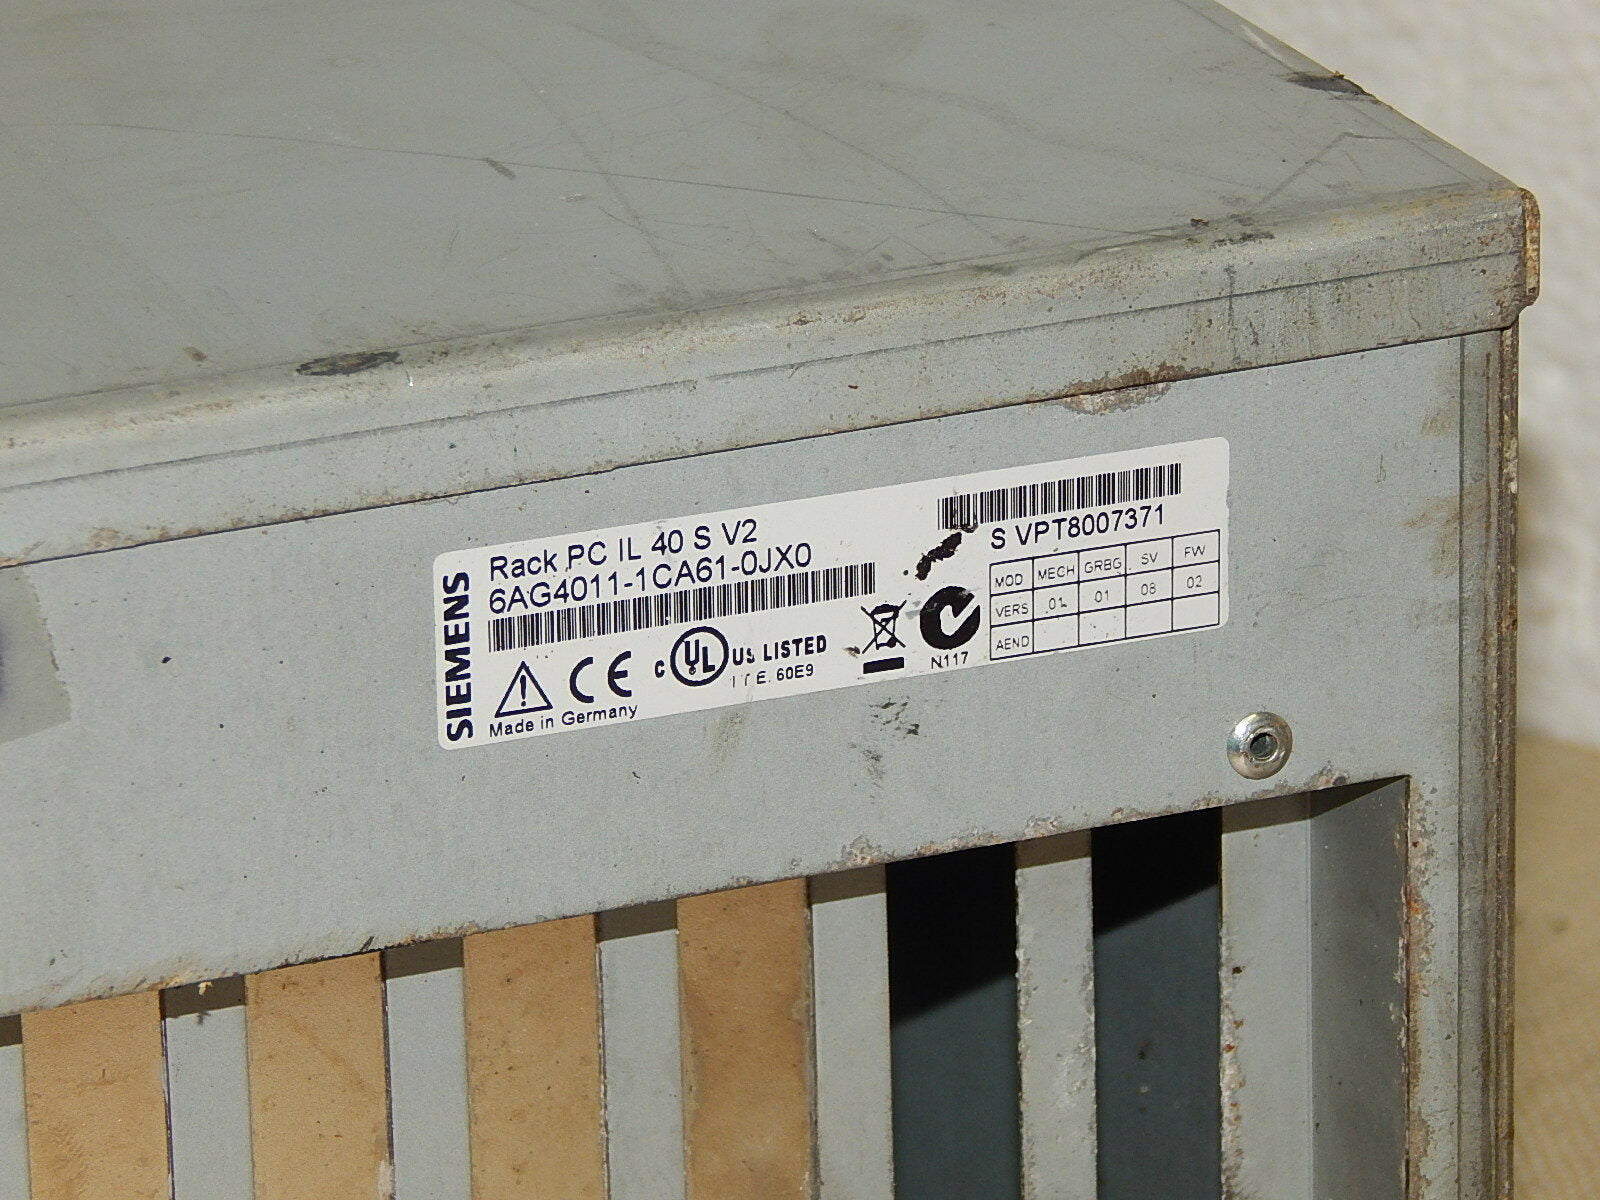 SIEMENS
Rack PC IL 40 S V2
6AG4011-1CA61-0JX0
CE
c UL US LISTED
I T E. 60E9
Made in Germany
N117
S VPT8007371
MOD MECH GRBG SV FW
VERS 01 01 08 02
AEND